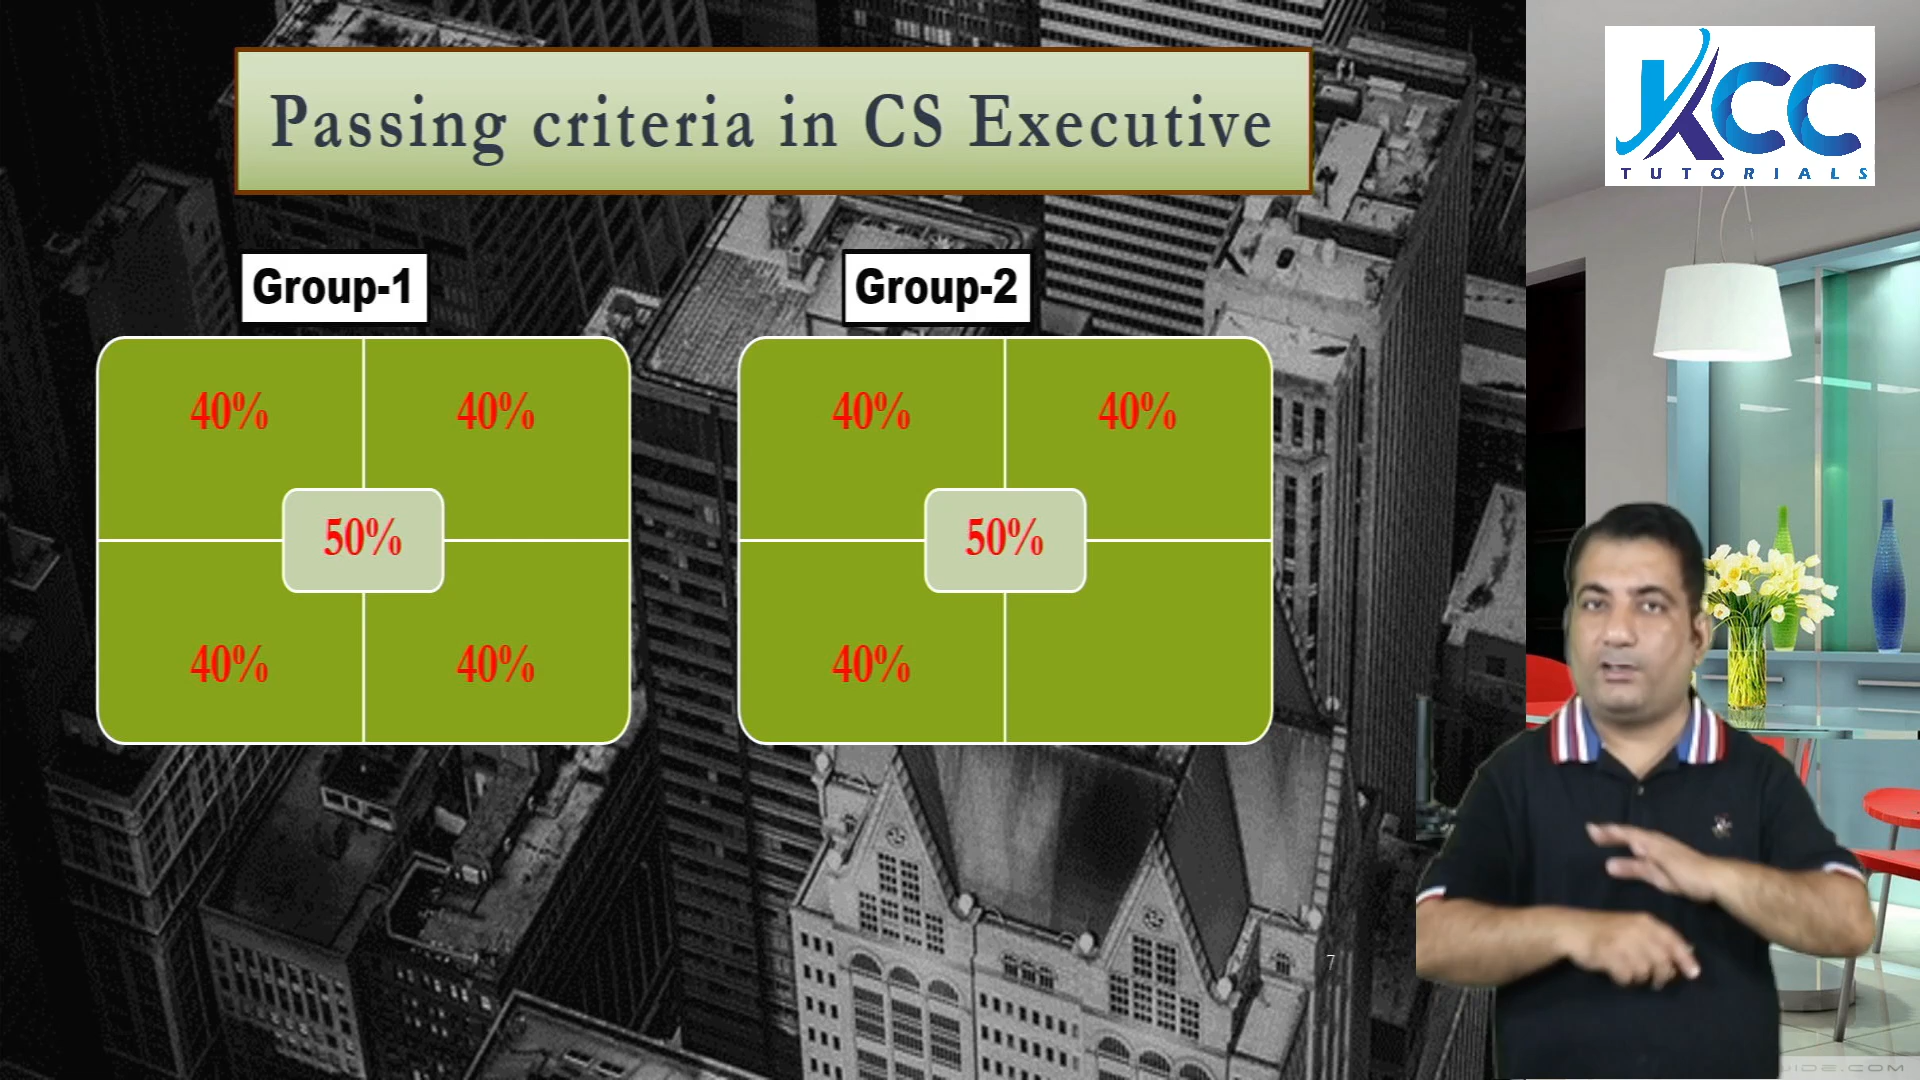 Passing criteria in CS Executive
KCC
TUTORIALS
Group-1
Group-2
40% 40%
50%
40% 40%
40% 40%
50%
40%
7